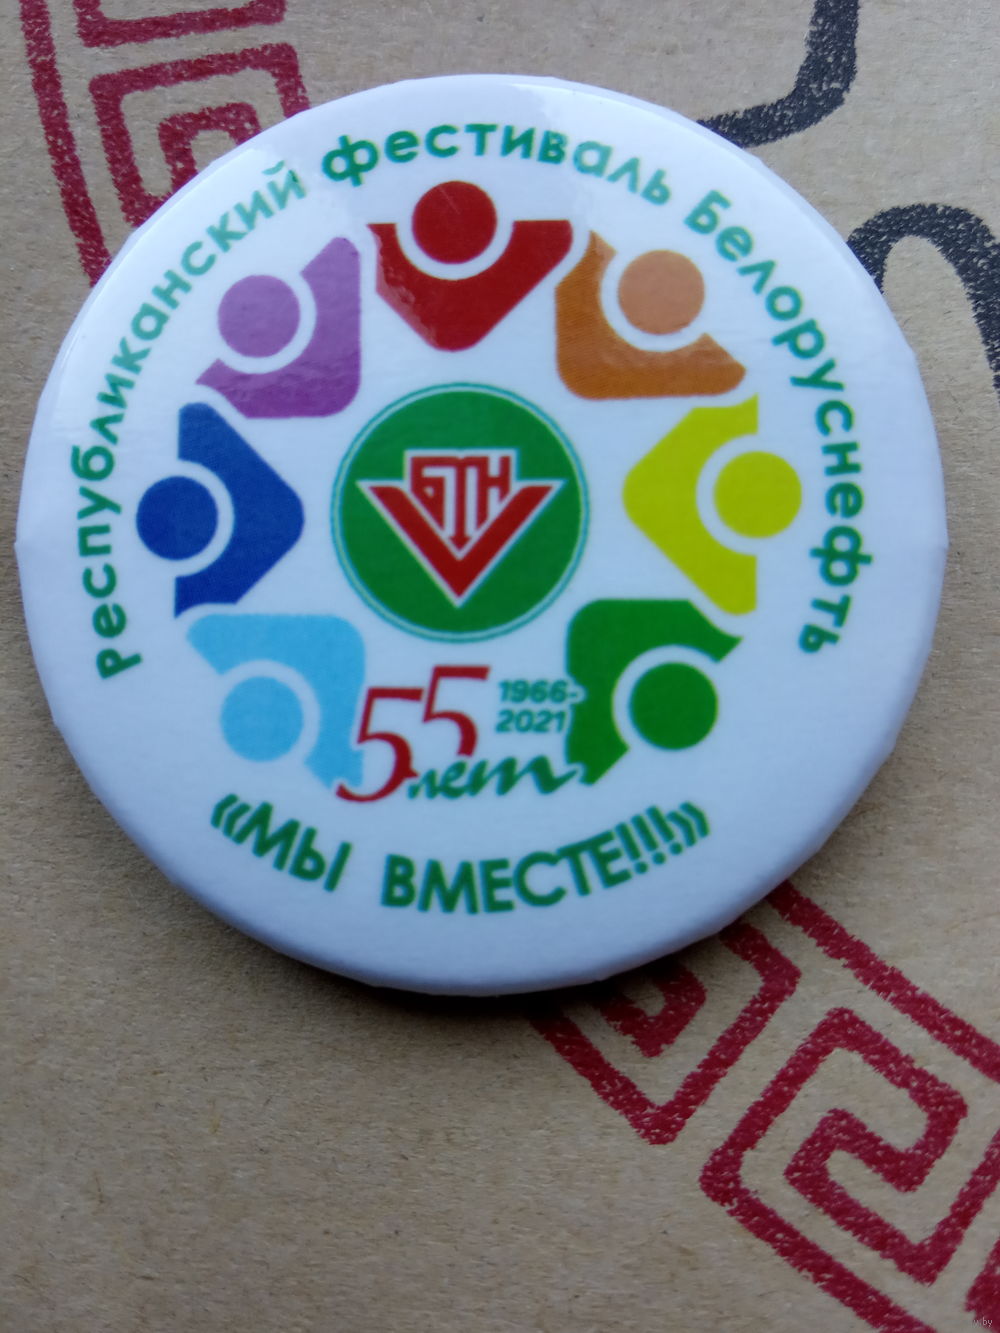 республиканский фестиваль Белоруснефть
БТН
55 лет
1966-
2021
«МЫ ВМЕСТЕ!!!»